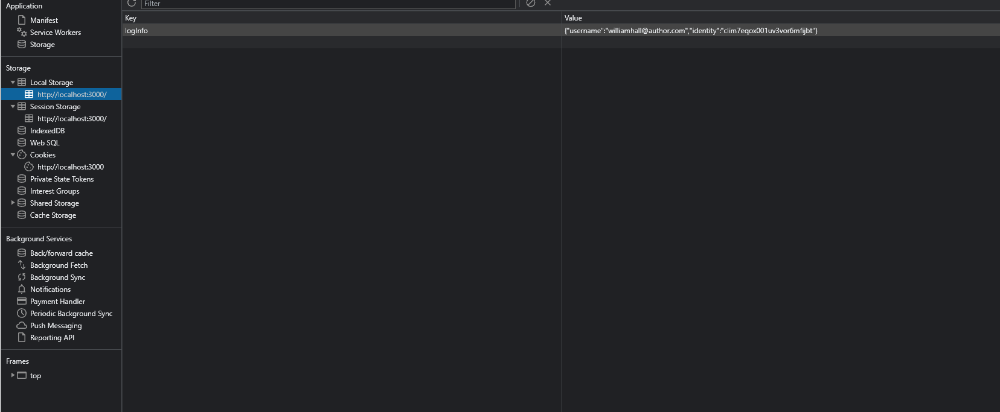 Application
Manifest
Service Workers
Storage
Storage
Local Storage
http://localhost:3000/
Session Storage
http://localhost:3000/
IndexedDB
Web SQL
Cookies
http://localhost:3000
Private State Tokens
Interest Groups
Shared Storage
Cache Storage
Background Services
Back/forward cache
Background Fetch
Background Sync
Notifications
Payment Handler
Periodic Background Sync
Push Messaging
Reporting API
Frames
top
Filter
Key Value
logInfo {"username":"williamhall@author.com","identity":"clim7eqox001uv3vor6mfijbt"}